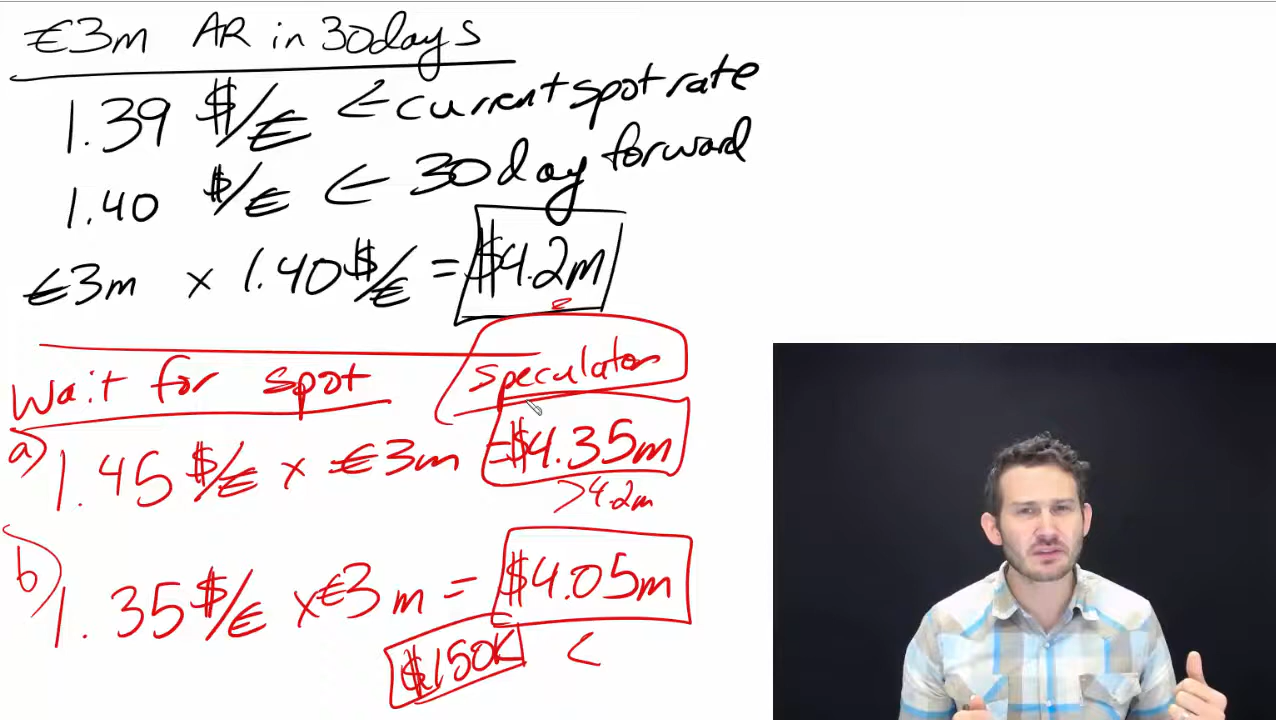 €3m AR in 30days
1.39 $/€ ← current spot rate
1.40 $/€ ← 30 day forward
€3m x 1.40 $/€ = $4.2m
Wait for spot speculator
a) 1.45 $/€ x €3m = $4.35m
>4.2m
b) 1.35 $/€ x €3m = $4.05m
$150K <